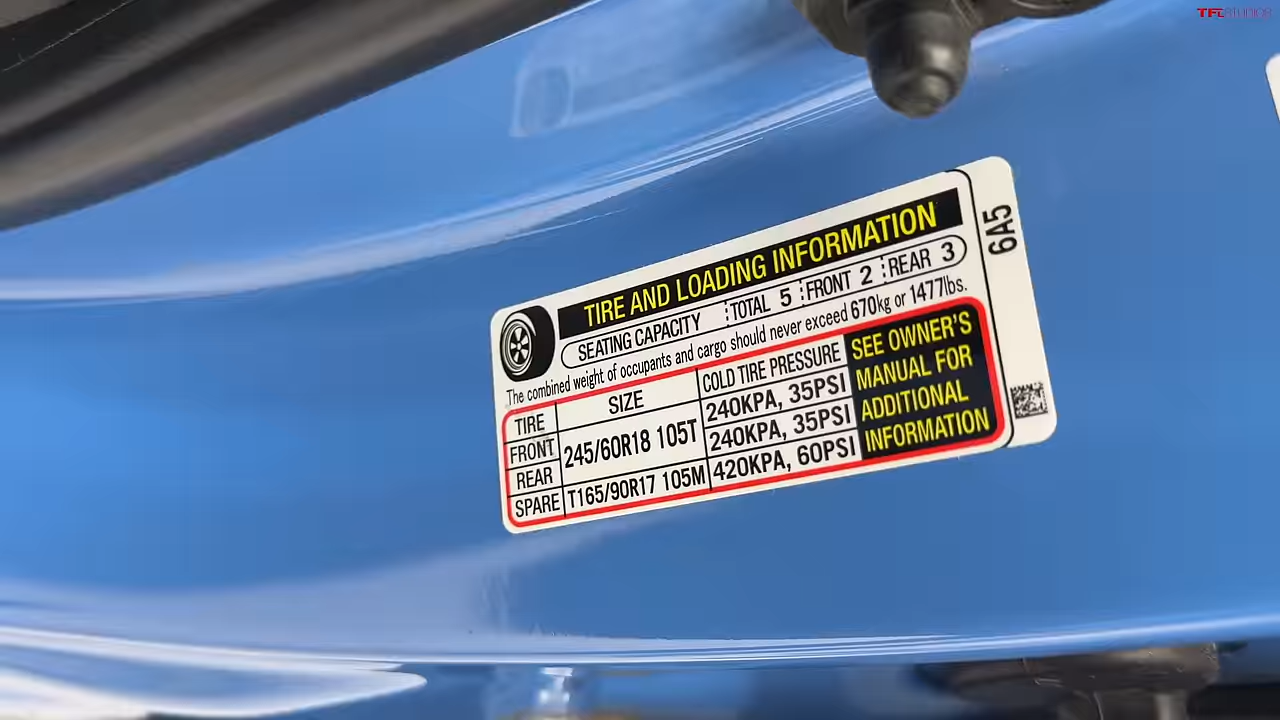 TFLSTUDIOS
TIRE AND LOADING INFORMATION
SEATING CAPACITY TOTAL 5 FRONT 2 REAR 3
The combined weight of occupants and cargo should never exceed 670kg or 1477lbs.
TIRE SIZE COLD TIRE PRESSURE
FRONT 245/60R18 105T 240KPA, 35PSI
REAR 240KPA, 35PSI
SPARE T165/90R17 105M 420KPA, 60PSI
SEE OWNER'S
MANUAL FOR
ADDITIONAL
INFORMATION
6A5